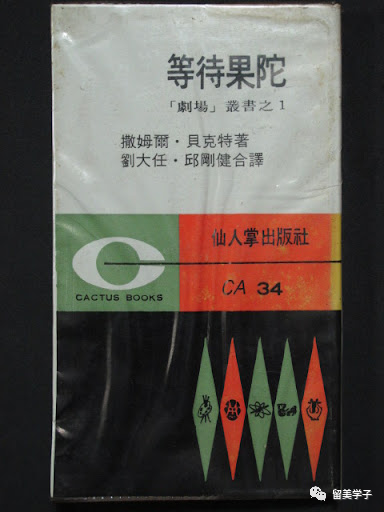 等待果陀
「劇場」叢書之1
撒姆爾·貝克特著
劉大任·邱剛健合譯
仙人掌出版社
CACTUS BOOKS
CA 34
留美学子